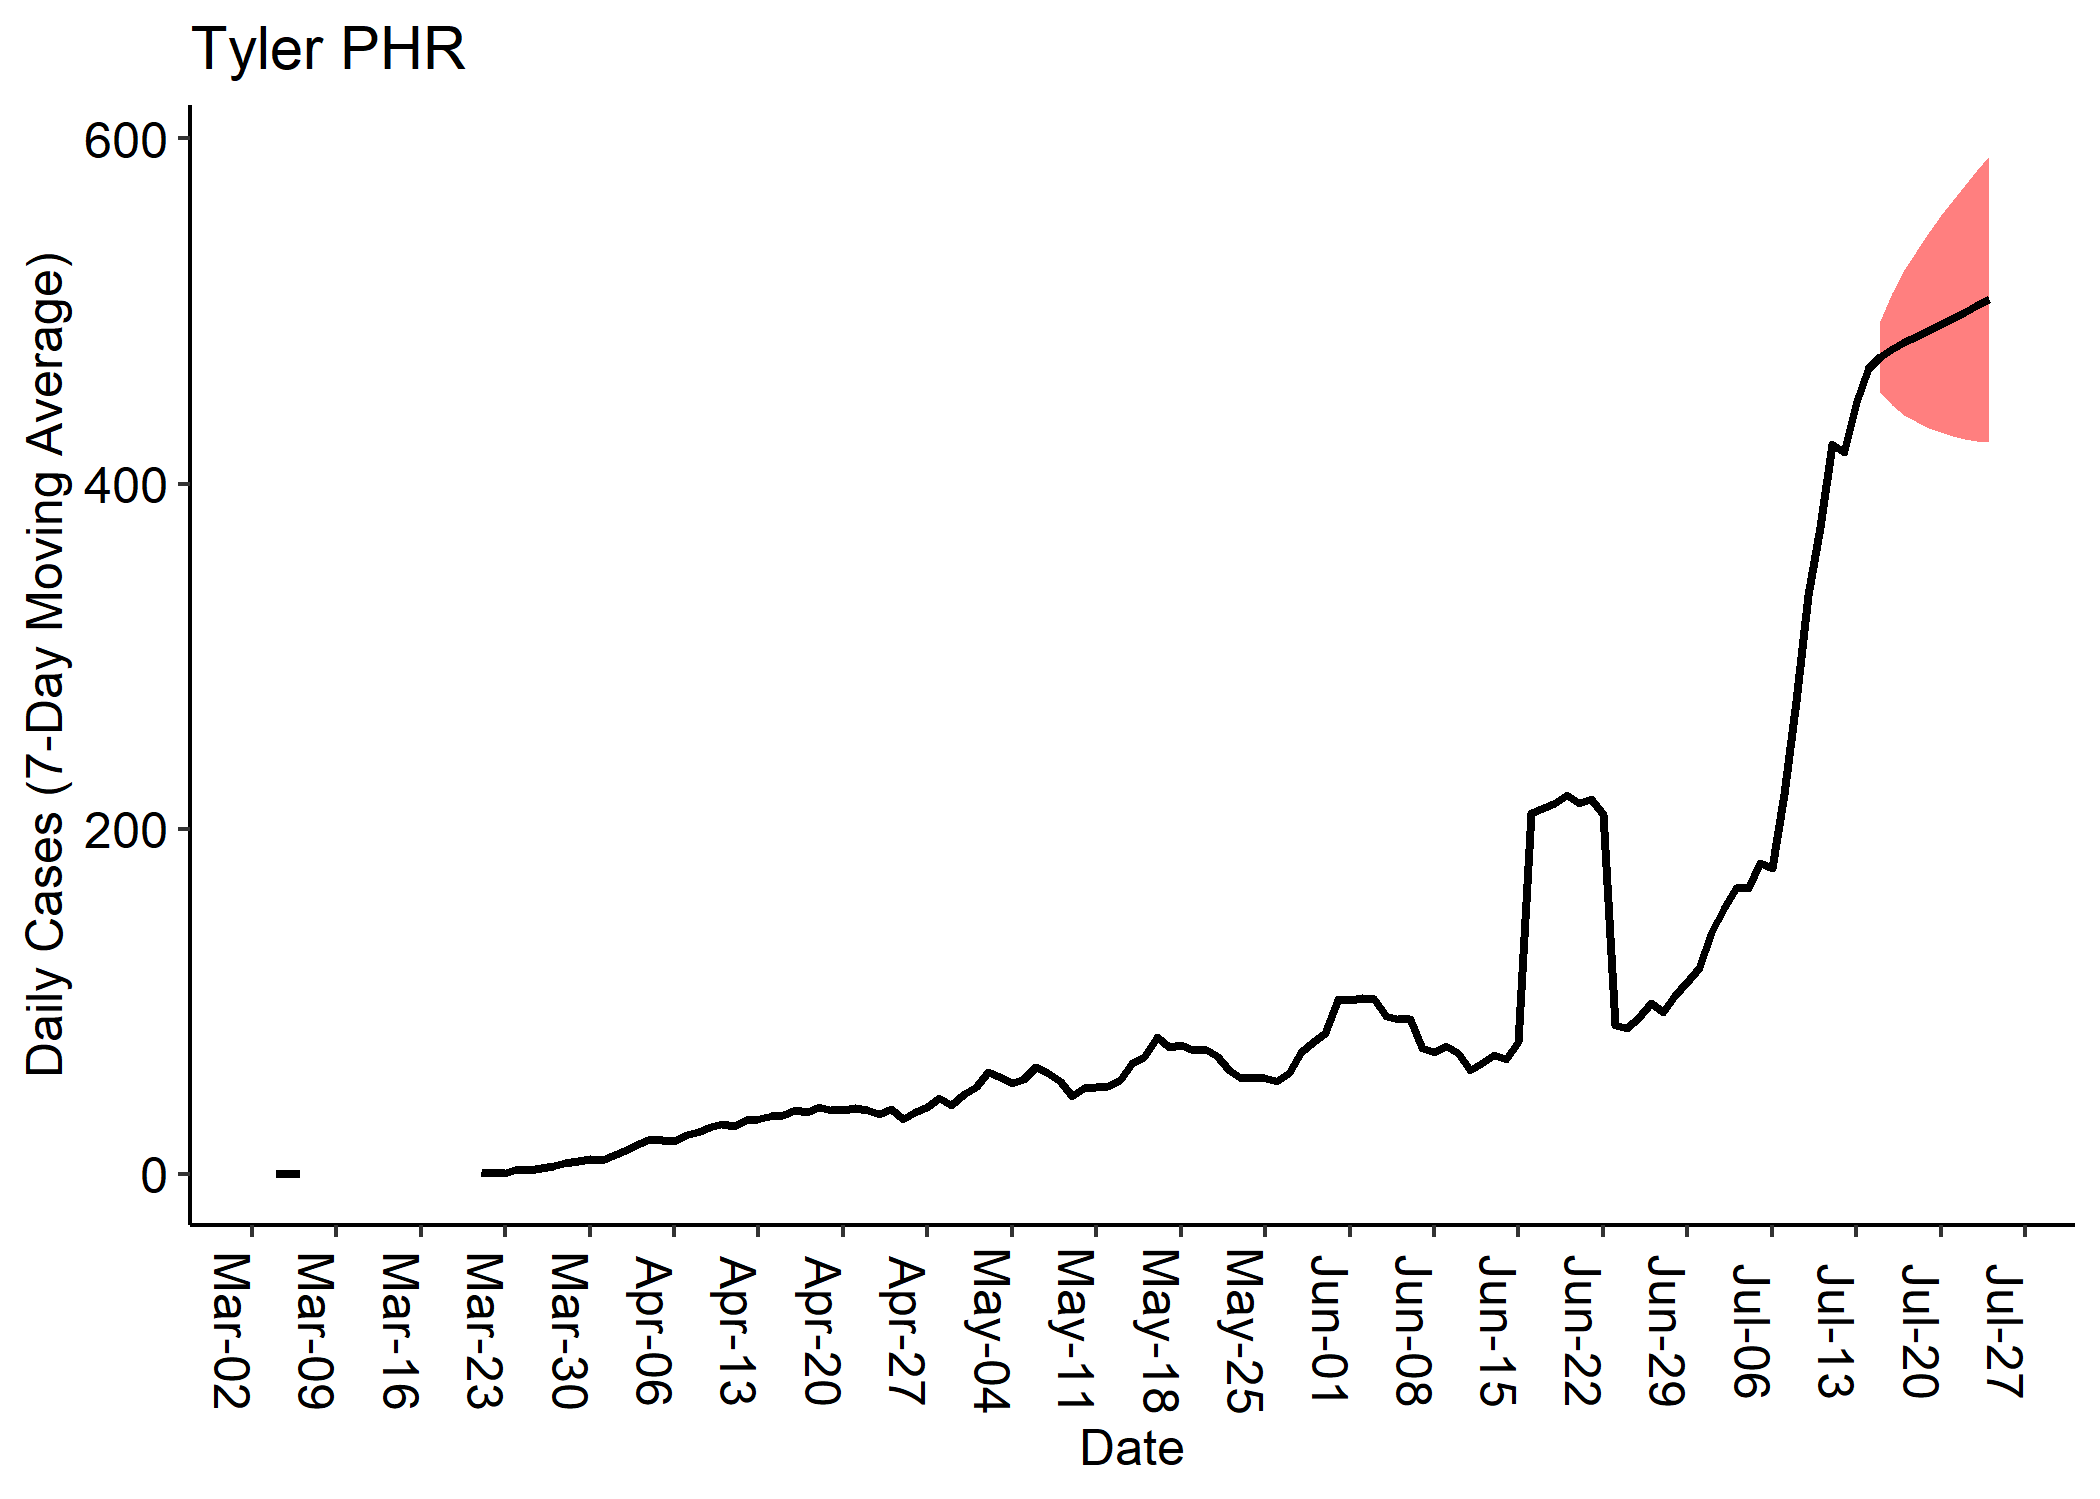 Tyler PHR
Daily Cases (7-Day Moving Average)
600
400
200
0
Mar-02
Mar-09
Mar-16
Mar-23
Mar-30
Apr-06
Apr-13
Apr-20
Apr-27
May-04
May-11
May-18
May-25
Jun-01
Jun-08
Jun-15
Jun-22
Jun-29
Jul-06
Jul-13
Jul-20
Jul-27
Date